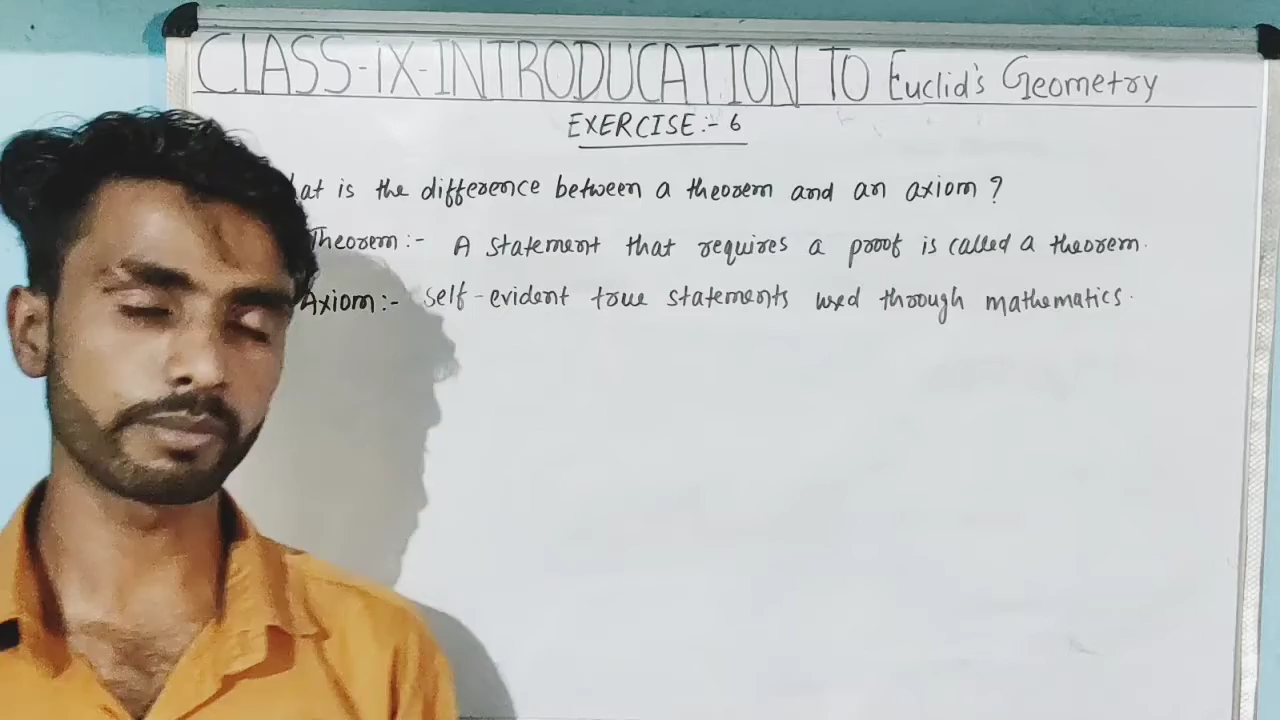 CLASS-iX-INTRODUCATION TO Euclid's Geometry
EXERCISE:- 6
at is the difference between a theorem and an axiom?
Theorem:- A statement that requires a proof is called a theorem.
Axiom:- Self-evident true statements used through mathematics.